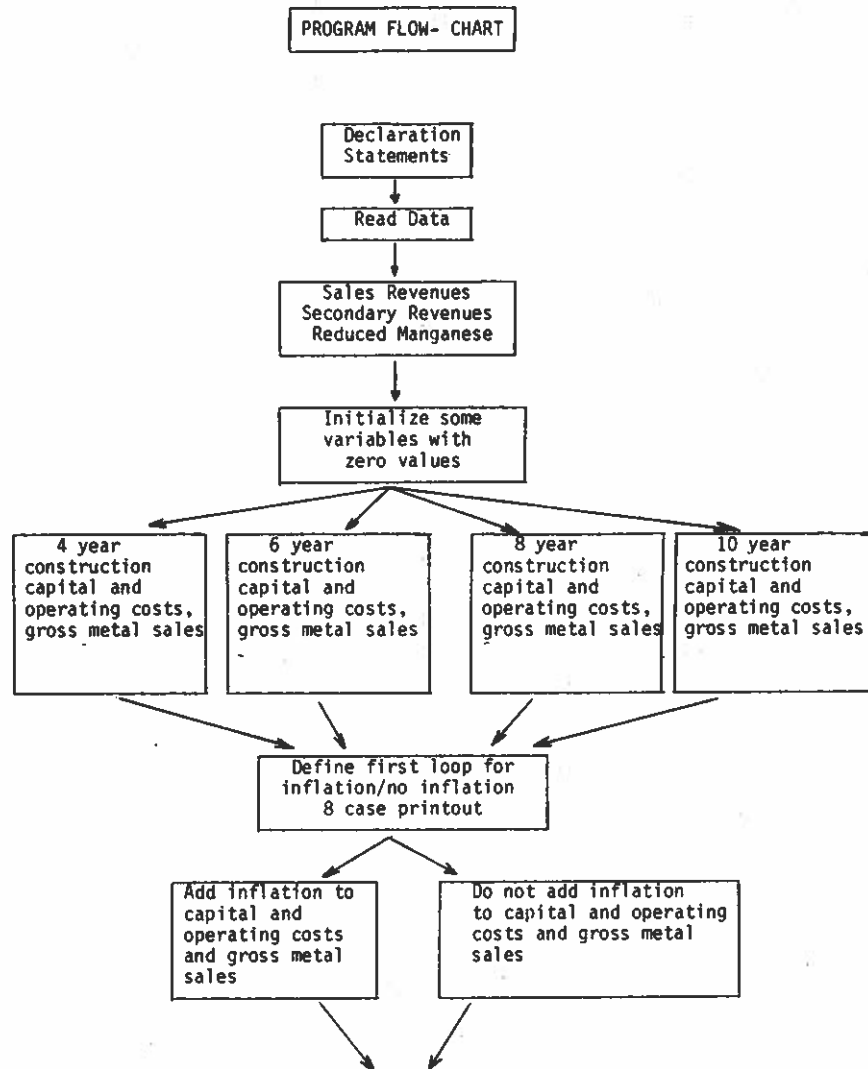 PROGRAM FLOW- CHART
Declaration
Statements
Read Data
Sales Revenues
Secondary Revenues
Reduced Manganese
Initialize some
variables with
zero values
4 year
construction
capital and
operating costs,
gross metal sales
6 year
construction
capital and
operating costs,
gross metal sales
8 year
construction
capital and
operating costs,
gross metal sales
10 year
construction
capital and
operating costs,
gross metal sales
Define first loop for
inflation/no inflation
8 case printout
Add inflation to
capital and
operating costs
and gross metal
sales
Do not add inflation
to capital and operating
costs and gross metal
sales